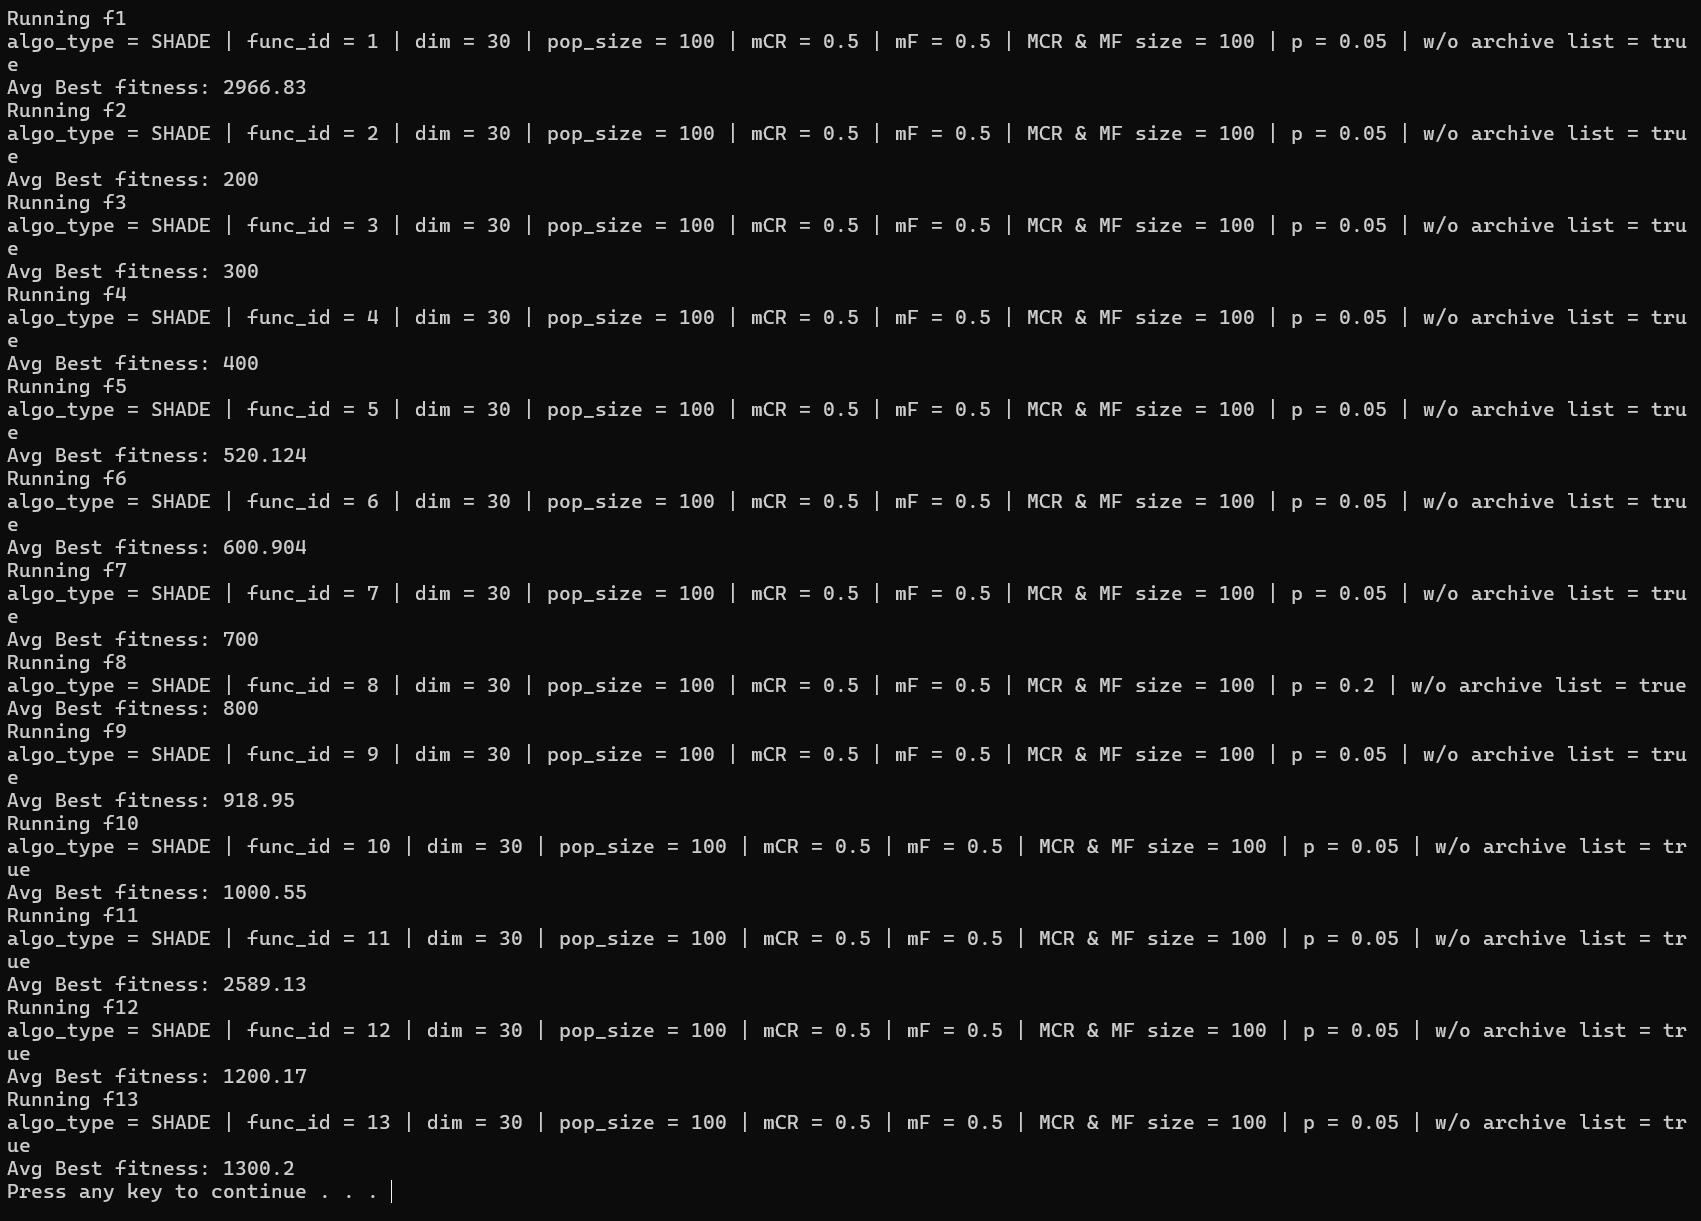 Running f1
algo_type = SHADE | func_id = 1 | dim = 30 | pop_size = 100 | mCR = 0.5 | mF = 0.5 | MCR & MF size = 100 | p = 0.05 | w/o archive list = tru
e
Avg Best fitness: 2966.83
Running f2
algo_type = SHADE | func_id = 2 | dim = 30 | pop_size = 100 | mCR = 0.5 | mF = 0.5 | MCR & MF size = 100 | p = 0.05 | w/o archive list = tru
e
Avg Best fitness: 200
Running f3
algo_type = SHADE | func_id = 3 | dim = 30 | pop_size = 100 | mCR = 0.5 | mF = 0.5 | MCR & MF size = 100 | p = 0.05 | w/o archive list = tru
e
Avg Best fitness: 300
Running f4
algo_type = SHADE | func_id = 4 | dim = 30 | pop_size = 100 | mCR = 0.5 | mF = 0.5 | MCR & MF size = 100 | p = 0.05 | w/o archive list = tru
e
Avg Best fitness: 400
Running f5
algo_type = SHADE | func_id = 5 | dim = 30 | pop_size = 100 | mCR = 0.5 | mF = 0.5 | MCR & MF size = 100 | p = 0.05 | w/o archive list = tru
e
Avg Best fitness: 520.124
Running f6
algo_type = SHADE | func_id = 6 | dim = 30 | pop_size = 100 | mCR = 0.5 | mF = 0.5 | MCR & MF size = 100 | p = 0.05 | w/o archive list = tru
e
Avg Best fitness: 600.904
Running f7
algo_type = SHADE | func_id = 7 | dim = 30 | pop_size = 100 | mCR = 0.5 | mF = 0.5 | MCR & MF size = 100 | p = 0.05 | w/o archive list = tru
e
Avg Best fitness: 700
Running f8
algo_type = SHADE | func_id = 8 | dim = 30 | pop_size = 100 | mCR = 0.5 | mF = 0.5 | MCR & MF size = 100 | p = 0.2 | w/o archive list = true
Avg Best fitness: 800
Running f9
algo_type = SHADE | func_id = 9 | dim = 30 | pop_size = 100 | mCR = 0.5 | mF = 0.5 | MCR & MF size = 100 | p = 0.05 | w/o archive list = tru
e
Avg Best fitness: 918.95
Running f10
algo_type = SHADE | func_id = 10 | dim = 30 | pop_size = 100 | mCR = 0.5 | mF = 0.5 | MCR & MF size = 100 | p = 0.05 | w/o archive list = tr
ue
Avg Best fitness: 1000.55
Running f11
algo_type = SHADE | func_id = 11 | dim = 30 | pop_size = 100 | mCR = 0.5 | mF = 0.5 | MCR & MF size = 100 | p = 0.05 | w/o archive list = tr
ue
Avg Best fitness: 2589.13
Running f12
algo_type = SHADE | func_id = 12 | dim = 30 | pop_size = 100 | mCR = 0.5 | mF = 0.5 | MCR & MF size = 100 | p = 0.05 | w/o archive list = tr
ue
Avg Best fitness: 1200.17
Running f13
algo_type = SHADE | func_id = 13 | dim = 30 | pop_size = 100 | mCR = 0.5 | mF = 0.5 | MCR & MF size = 100 | p = 0.05 | w/o archive list = tr
ue
Avg Best fitness: 1300.2
Press any key to continue . . .